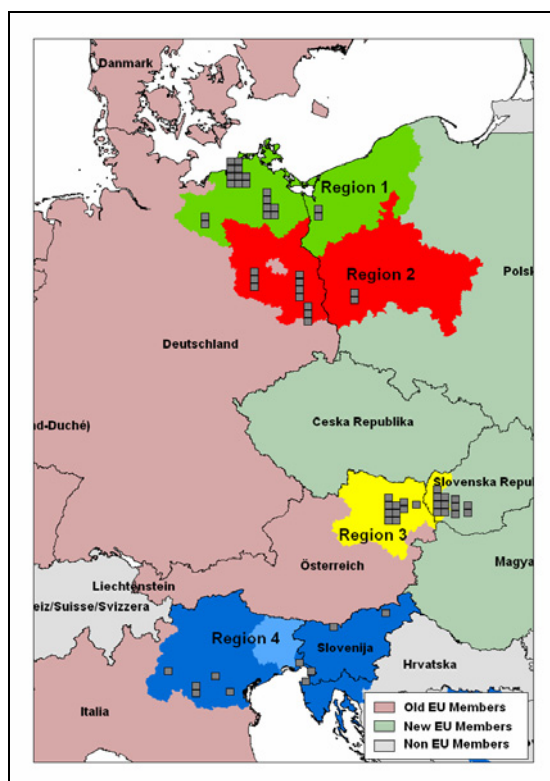 Danmark
Region 1
Region 2
Polsk
Deutschland
Ceska Republika
nd-Duché)
Slovenska Repul
Region 3
Österreich
Magya
Liechtenstein
eiz/Suisse/Svizzera
Region 4
Slovenija
Hrvatska
Italia
Old EU Members
New EU Members
Non EU Members